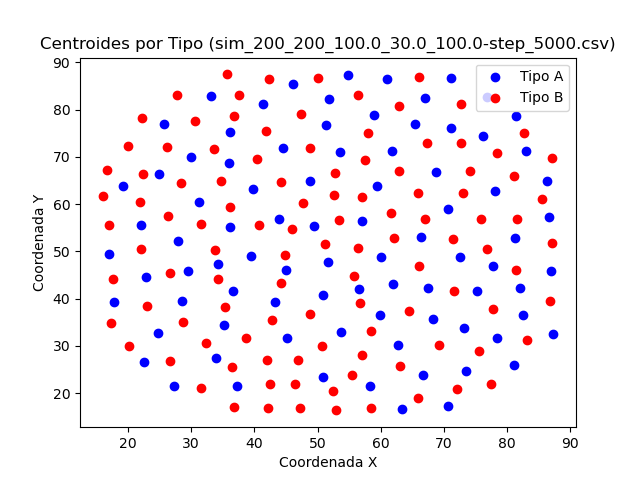 Centroides por Tipo (sim_200_200_100.0_30.0_100.0-step_5000.csv)
Tipo A
Tipo B
90
80
70
60
50
40
30
20
Coordenada Y
20 30 40 50 60 70 80 90
Coordenada X